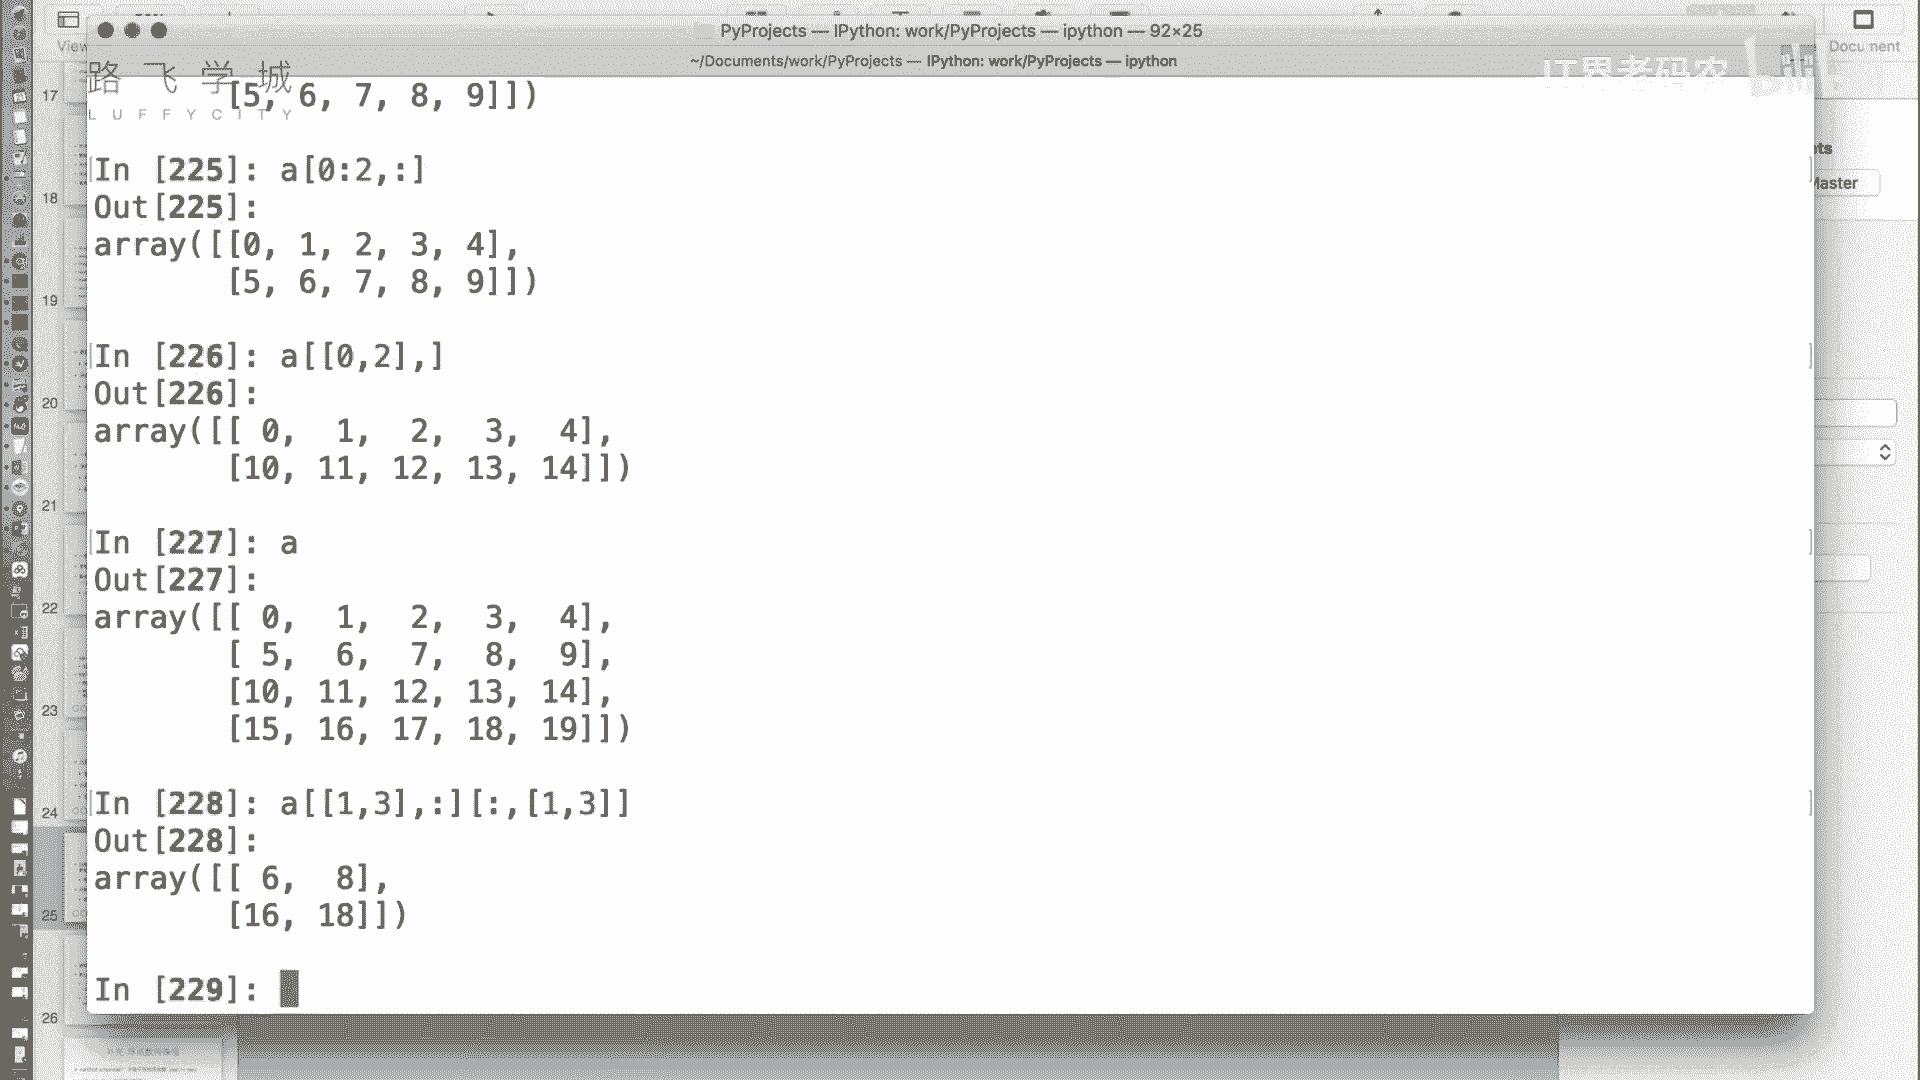 PyProjects — IPython: work/PyProjects — ipython — 92×25
~/Documents/work/PyProjects — IPython: work/PyProjects — ipython
View
Document
路飞学城
LUFFYCITY
IT界老码农
[5, 6, 7, 8, 9]])
In [225]: a[0:2,:]
Out[225]:
array([[0, 1, 2, 3, 4],
[5, 6, 7, 8, 9]])
In [226]: a[[0,2],]
Out[226]:
array([[ 0, 1, 2, 3, 4],
[10, 11, 12, 13, 14]])
In [227]: a
Out[227]:
array([[ 0, 1, 2, 3, 4],
[ 5, 6, 7, 8, 9],
[10, 11, 12, 13, 14],
[15, 16, 17, 18, 19]])
In [228]: a[[1,3],:][:,[1,3]]
Out[228]:
array([[ 6, 8],
[16, 18]])
In [229]:
17
18
19
20
21
22
23
24
25
26